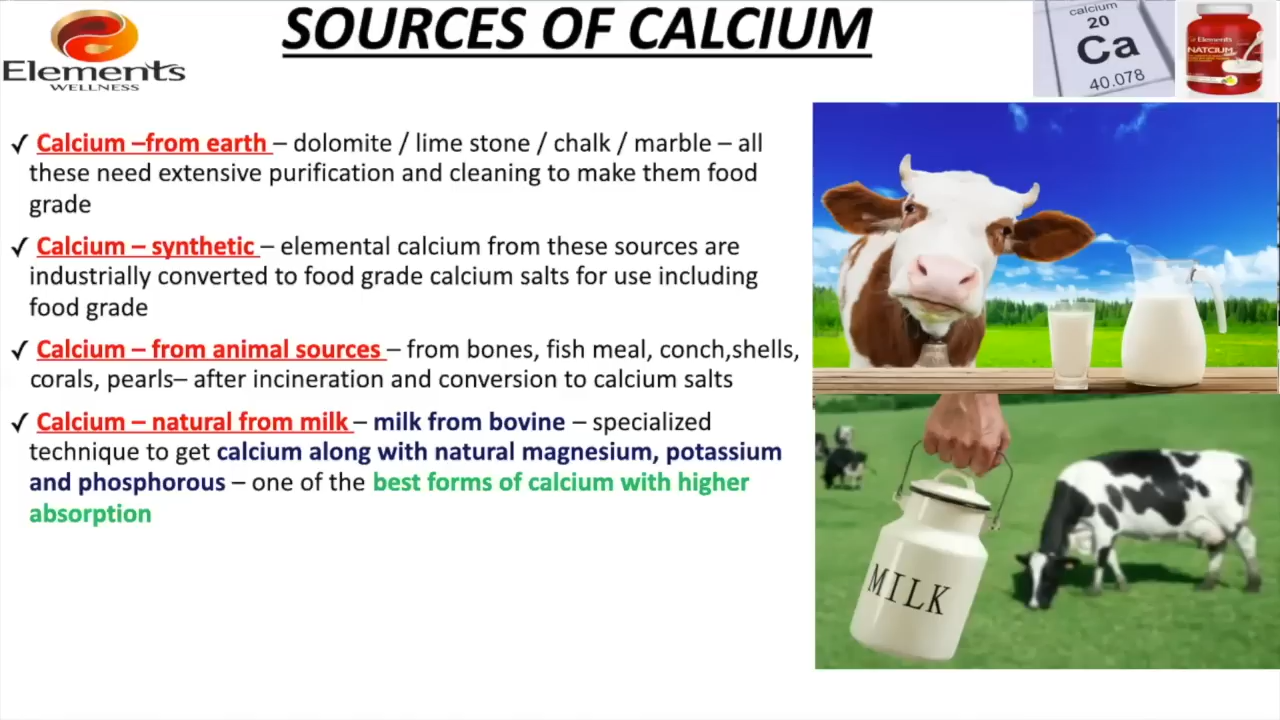 SOURCES OF CALCIUM
Elements
WELLNESS
calcium
20
Ca
40.078
Elements
NATCIUM
✓ Calcium –from earth – dolomite / lime stone / chalk / marble – all
these need extensive purification and cleaning to make them food
grade
✓ Calcium – synthetic – elemental calcium from these sources are
industrially converted to food grade calcium salts for use including
food grade
✓ Calcium – from animal sources – from bones, fish meal, conch,shells,
corals, pearls– after incineration and conversion to calcium salts
✓ Calcium – natural from milk – milk from bovine – specialized
technique to get calcium along with natural magnesium, potassium
and phosphorous – one of the best forms of calcium with higher
absorption
MILK